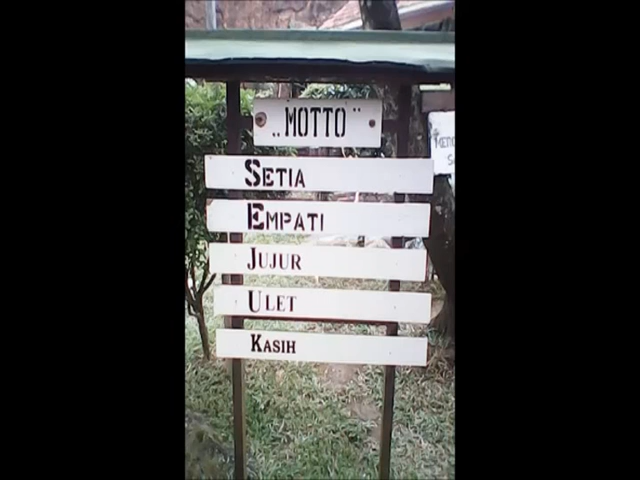 „MOTTO"
SETIA
EMPATI
JUJUR
ULET
KASIH